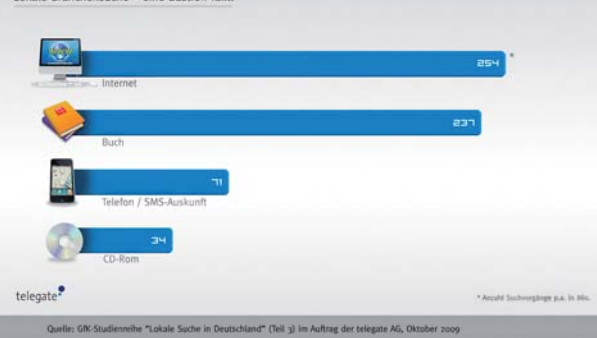 254 *
Internet
237
Buch
71
Telefon / SMS-Auskunft
34
CD-Rom
telegate
* Anzahl Suchvorgänge p.a. in Mio.
Quelle: GfK-Studienreihe "Lokale Suche in Deutschland" (Teil 3) im Auftrag der telegate AG, Oktober 2009